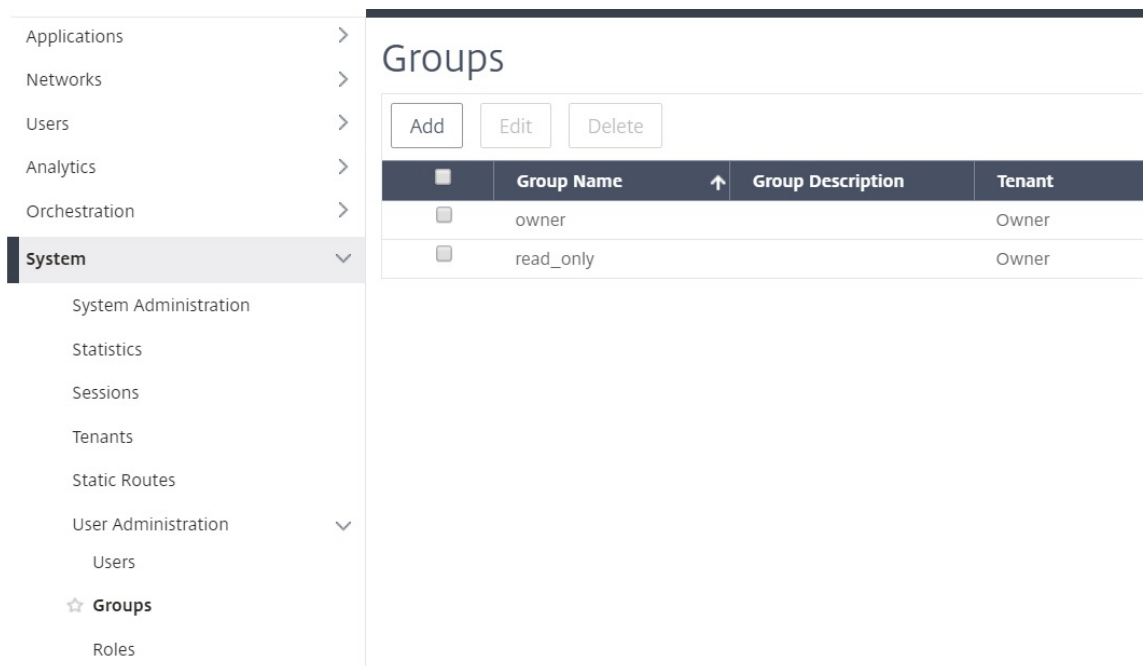 Applications
Networks
Users
Analytics
Orchestration
System
System Administration
Statistics
Sessions
Tenants
Static Routes
User Administration
Users
Groups
Roles
Groups
Add Edit Delete
Group Name Group Description Tenant
owner Owner
read_only Owner